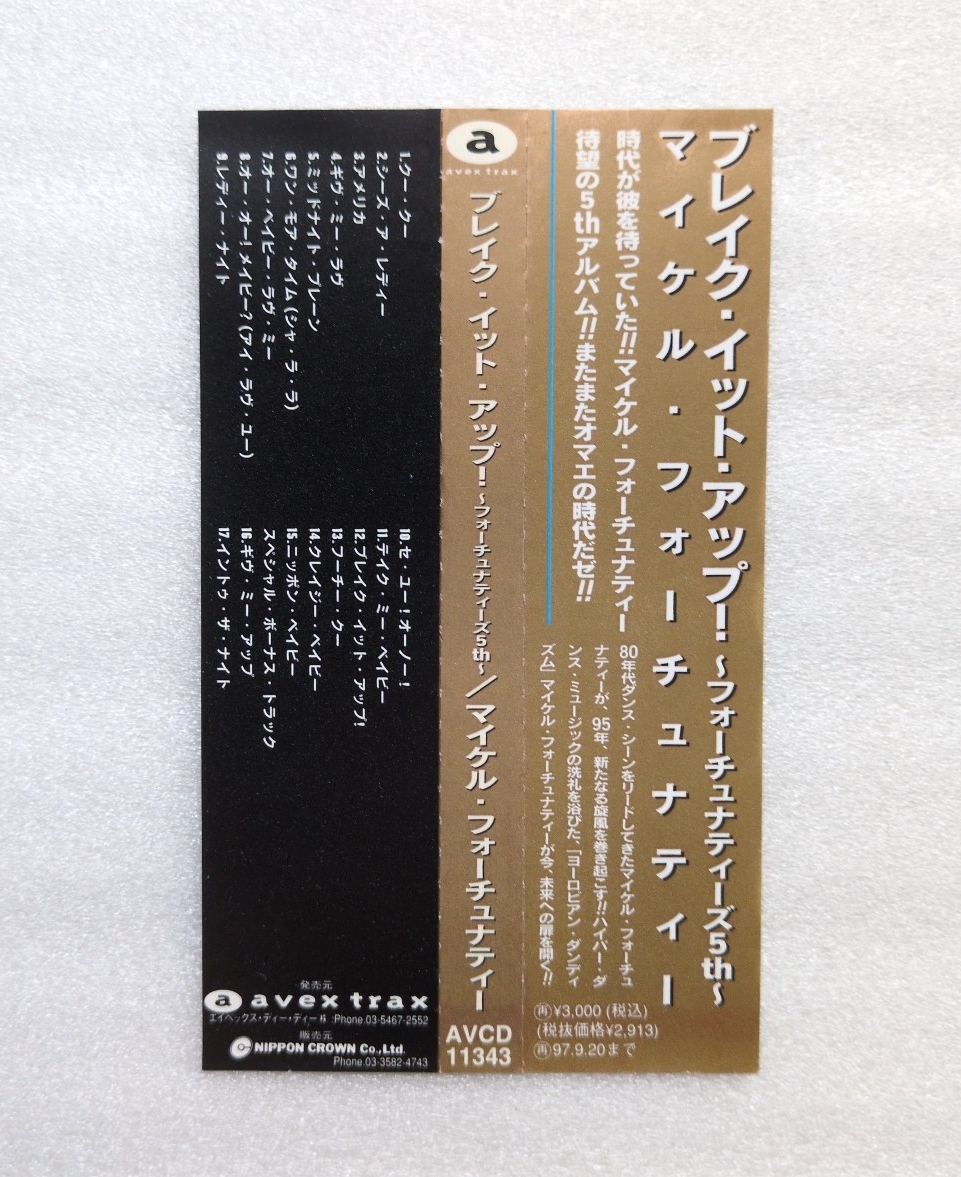 ブレイク・イット・アップ! ～フォーチュナティーズ5th～
マイケル・フォーチュナティー
時代が彼を待っていた!!マイケル・フォーチュナティー
待望の5thアルバム!!またまたオマエの時代だゼ!!
80年代ダンス・シーンをリードしてきたマイケル・フォーチュ
ナティーが、95年、新たなる旋風を巻き起こす!!ハイパー・ダ
ンス・ミュージックの洗礼を浴びた、「ヨーロピアン・ダンディ
ズム」マイケル・フォーチュナティーが今、未来への扉を開く!!
再¥3,000 (税込)
(税抜価格¥2,913)
再97.9.20まで
a
avex trax
ブレイク・イット・アップ! ～フォーチュナティーズ5th～／マイケル・フォーチュナティー
AVCD
11343
1.クー・クー
2.シーズ・ア・レディー
3.アメリカ
4.ギヴ・ミー・ラヴ
5.ミッドナイト・プレーン
6.ワン・モア・タイム (シャ・ラ・ラ)
7.オー・ベイビー・ラヴ・ミー
8.オー・オー! メイビー? (アイ・ラヴ・ユー)
9.レディー・ナイト
10.セ・ユー! オーノー!
11.テイク・ミー・ベイビー
12.ブレイク・イット・アップ!
13.フーチー・クー
14.クレイジー・ベイビー
15.ニッポン・ベイビー
スペシャル・ボーナス・トラック
16.ギヴ・ミー・アップ
17.イントゥ・ザ・ナイト
発売元
a avex trax
エイベックス・ディー・ディー株 :Phone.03-5467-2552
販売元
NIPPON CROWN Co.,Ltd.
Phone.03-3582-4743